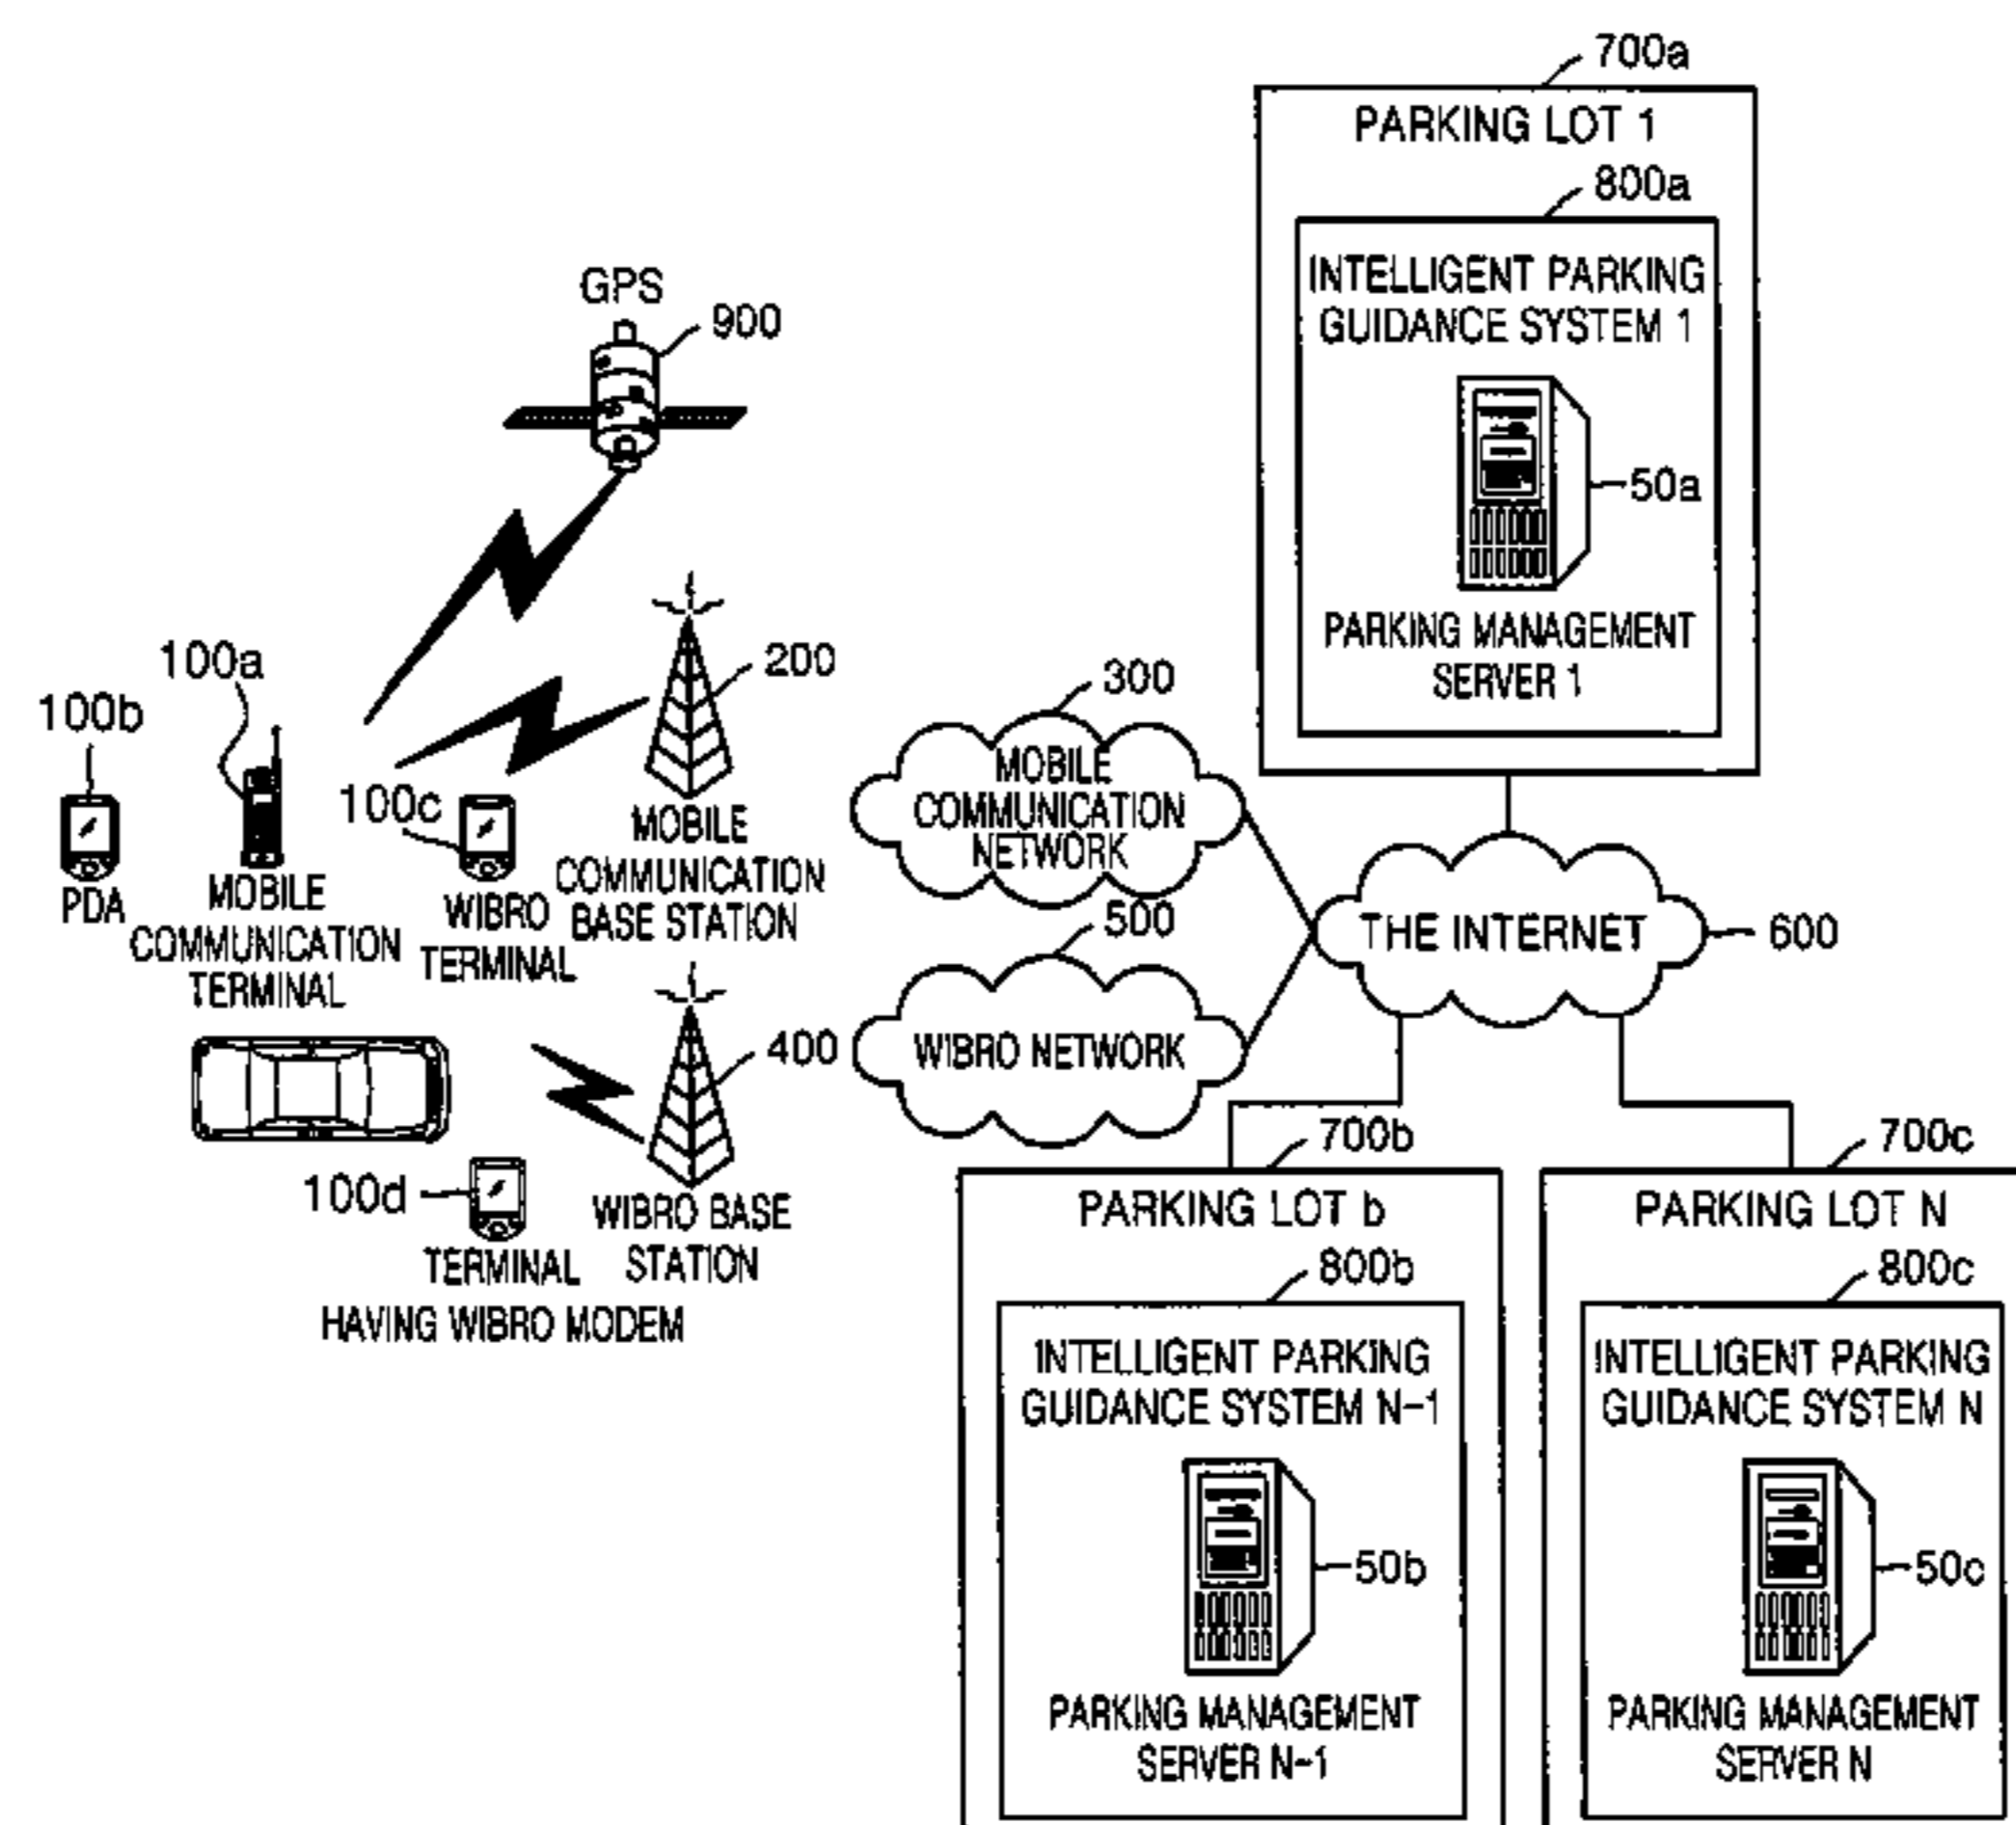 700a
PARKING LOT 1
800a
INTELLIGENT PARKING
GUIDANCE SYSTEM 1
50a
PARKING MANAGEMENT
SERVER 1
GPS
900
100a
100b
PDA
MOBILE
COMMUNICATION
TERMINAL
100c
WIBRO
TERMINAL
200
MOBILE
COMMUNICATION
BASE STATION
300
MOBILE
COMMUNICATION
NETWORK
500
WIBRO NETWORK
THE INTERNET
600
400
WIBRO BASE
STATION
100d
TERMINAL
HAVING WIBRO MODEM
700b
PARKING LOT b
800b
INTELLIGENT PARKING
GUIDANCE SYSTEM N-1
50b
PARKING MANAGEMENT
SERVER N-1
700c
PARKING LOT N
800c
INTELLIGENT PARKING
GUIDANCE SYSTEM N
50c
PARKING MANAGEMENT
SERVER N